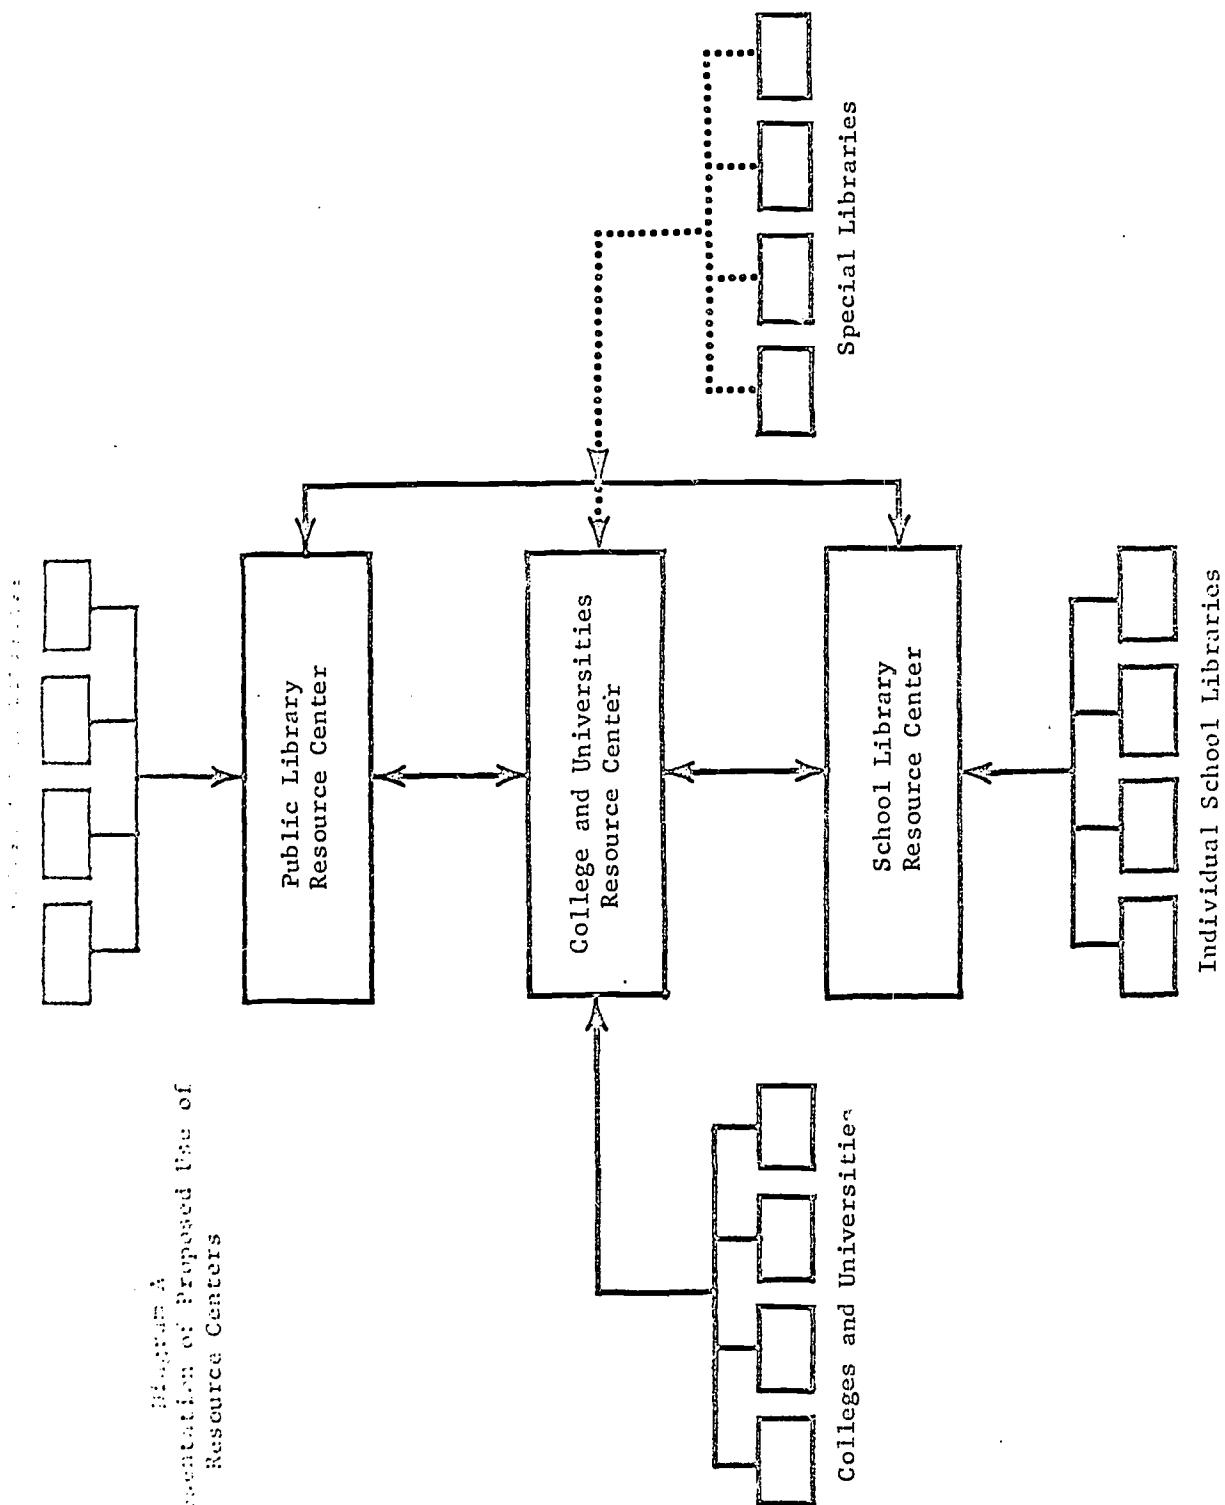 Diagram A
of Proposed Use of
Resource Centers
Public Library
Resource Center
College and Universities
Resource Center
School Library
Resource Center
Colleges and Universities
Special Libraries
Individual School Libraries